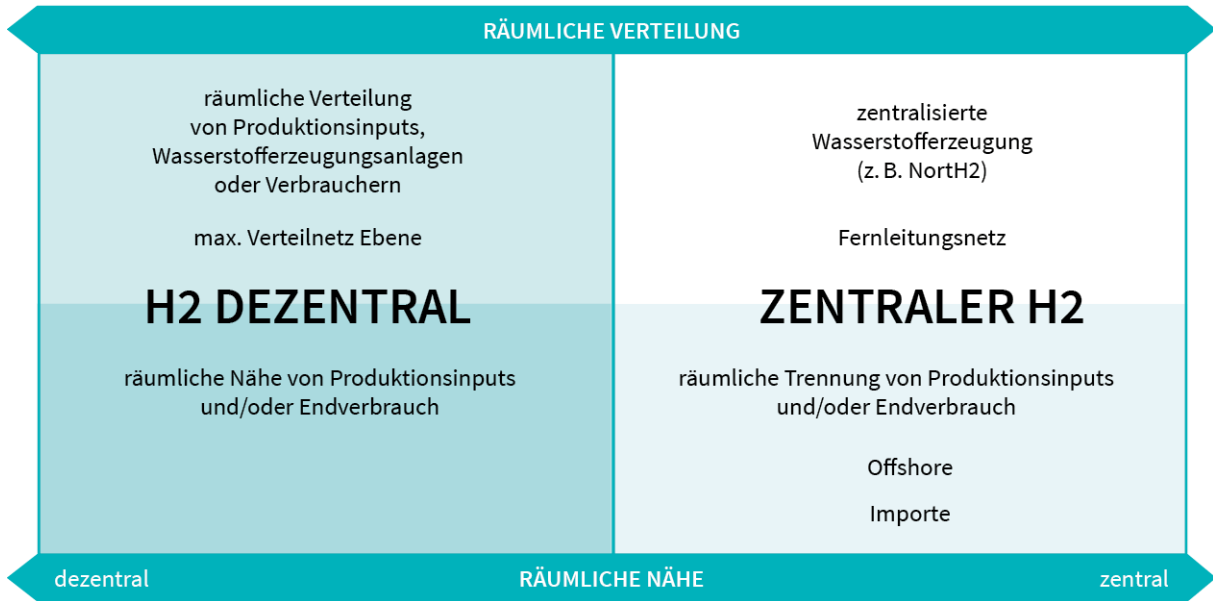 RÄUMLICHE VERTEILUNG
räumliche Verteilung
von Produktionsinputs,
Wasserstofferzeugungsanlagen
oder Verbrauchern
max. Verteilnetz Ebene
H2 DEZENTRAL
räumliche Nähe von Produktionsinputs
und/oder Endverbrauch
zentralisierte
Wasserstofferzeugung
(z. B. NortH2)
Fernleitungsnetz
ZENTRALER H2
räumliche Trennung von Produktionsinputs
und/oder Endverbrauch
Offshore
Importe
dezentral
RÄUMLICHE NÄHE
zentral